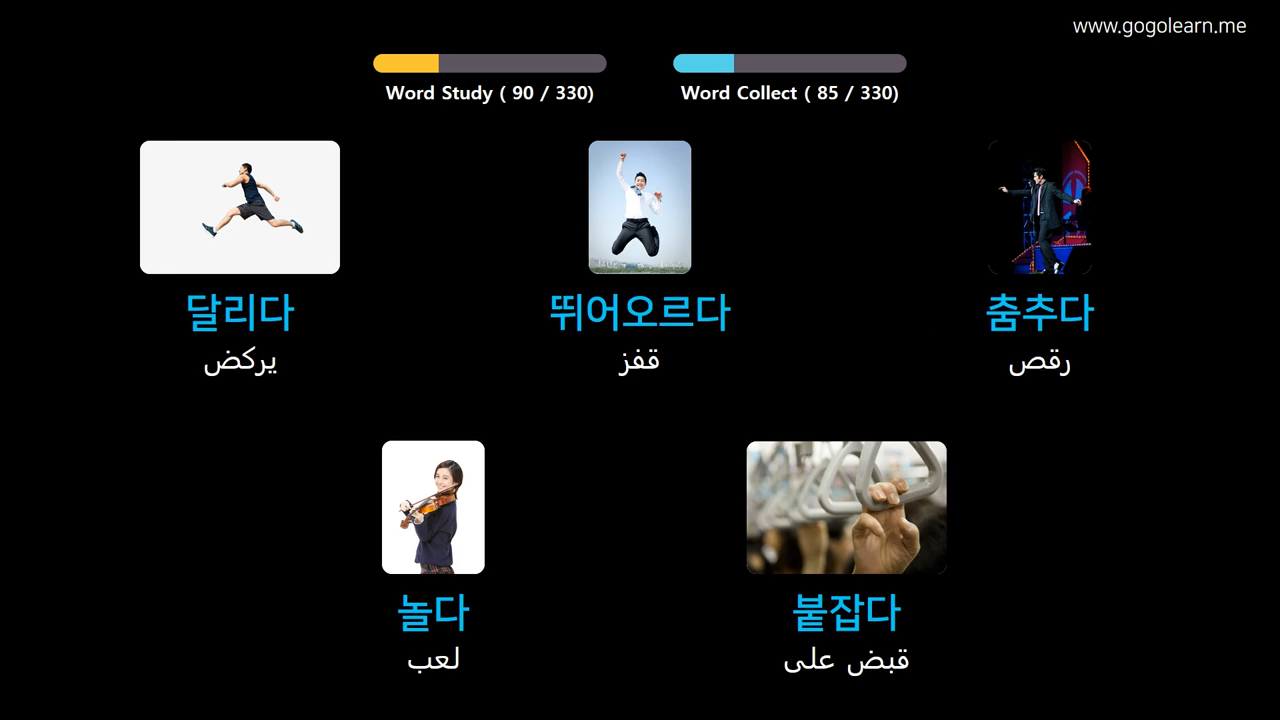 www.gogolearn.me
Word Study ( 90 / 330)
Word Collect ( 85 / 330)
달리다
يركض
뛰어오르다
قفز
춤추다
رقص
놀다
لعب
붙잡다
قبض على